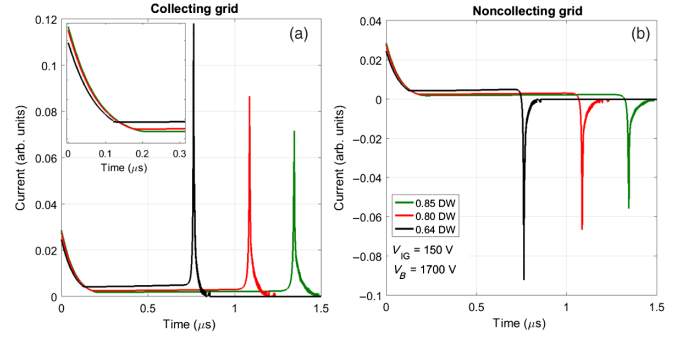 Collecting grid
(a)
Current (arb. units)
0.12
0.1
0.08
0.06
0.04
0.02
0
0
0.5
1
1.5
Time (μs)
0
0.1
0.2
0.3
Time (μs)
Noncollecting grid
(b)
Current (arb. units)
0.04
0.02
0
−0.02
−0.04
−0.06
−0.08
−0.1
0.85 DW
0.80 DW
0.64 DW
V_IG = 150 V
V_B = 1700 V
0
0.5
1
1.5
Time (μs)